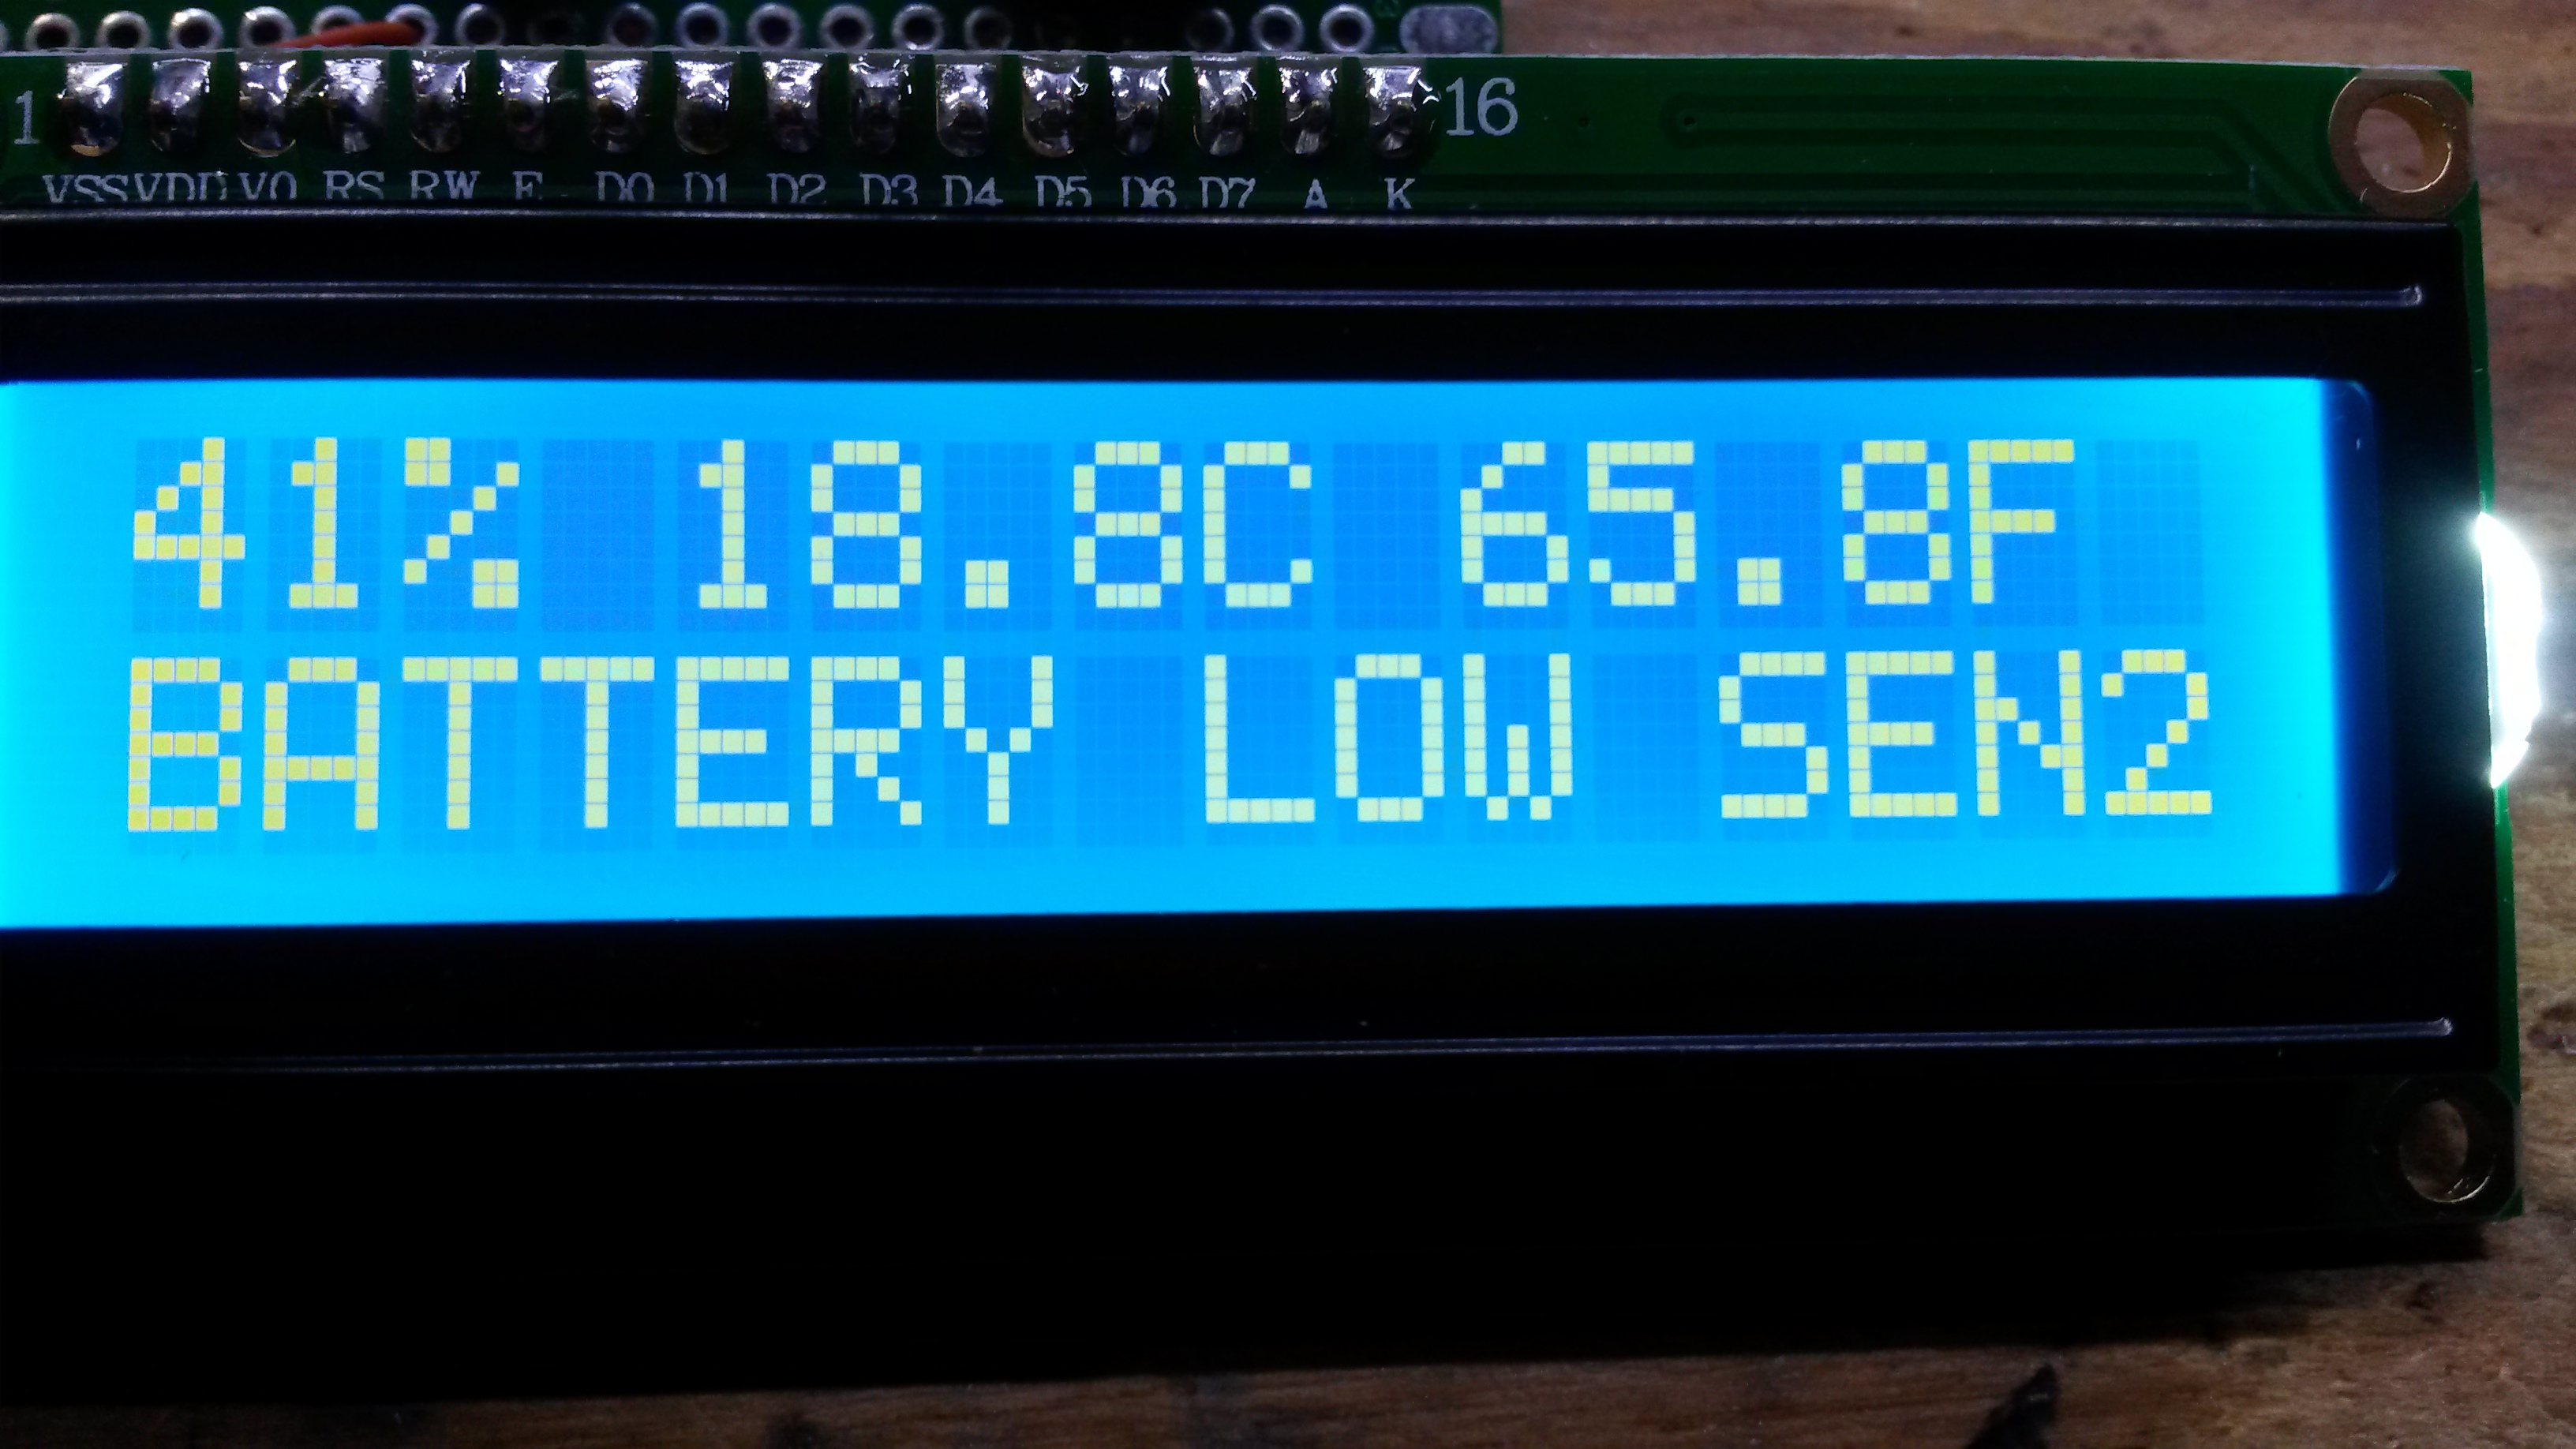 1 16
VSS VDD V0 RS RW E D0 D1 D2 D3 D4 D5 D6 D7 A K
41% 18.8C 65.8F
BATTERY LOW SEN2